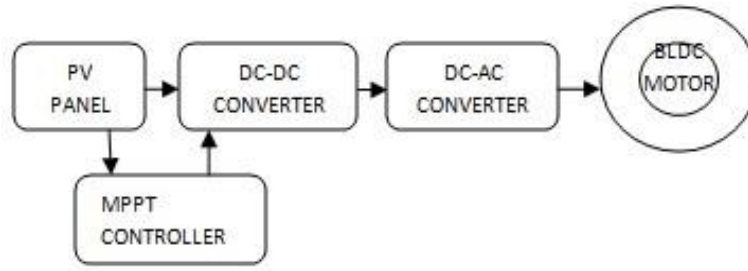 PV
PANEL
DC-DC
CONVERTER
DC-AC
CONVERTER
BLDC
MOTOR
MPPT
CONTROLLER